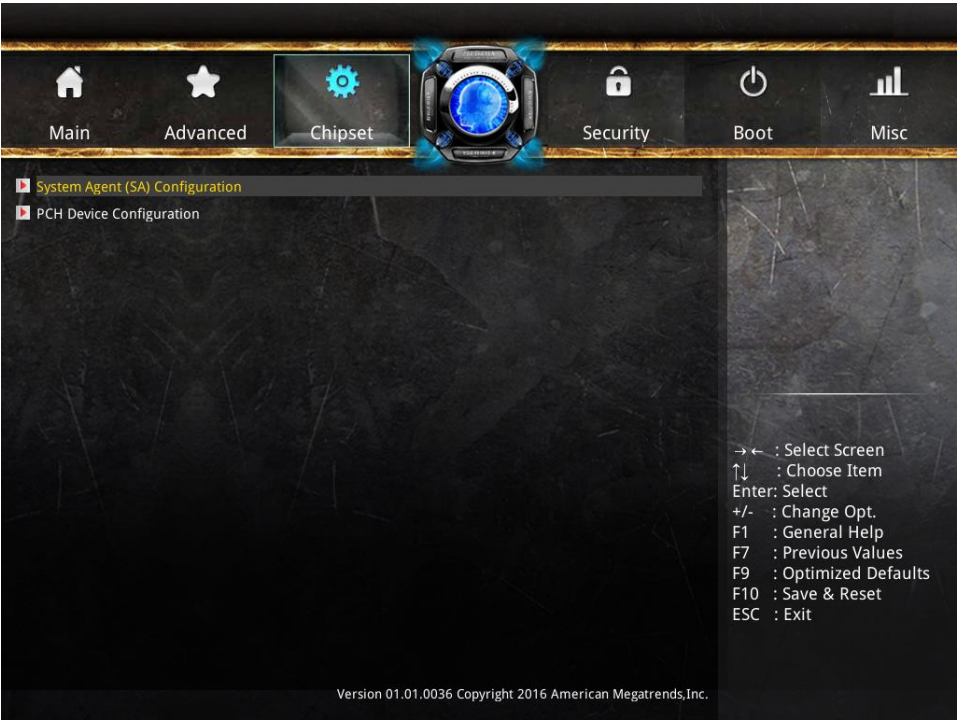 Main
Advanced
Chipset
Security
Boot
Misc
System Agent (SA) Configuration
PCH Device Configuration
→← : Select Screen
↑↓ : Choose Item
Enter: Select
+/- : Change Opt.
F1 : General Help
F7 : Previous Values
F9 : Optimized Defaults
F10 : Save & Reset
ESC : Exit
Version 01.01.0036 Copyright 2016 American Megatrends,Inc.